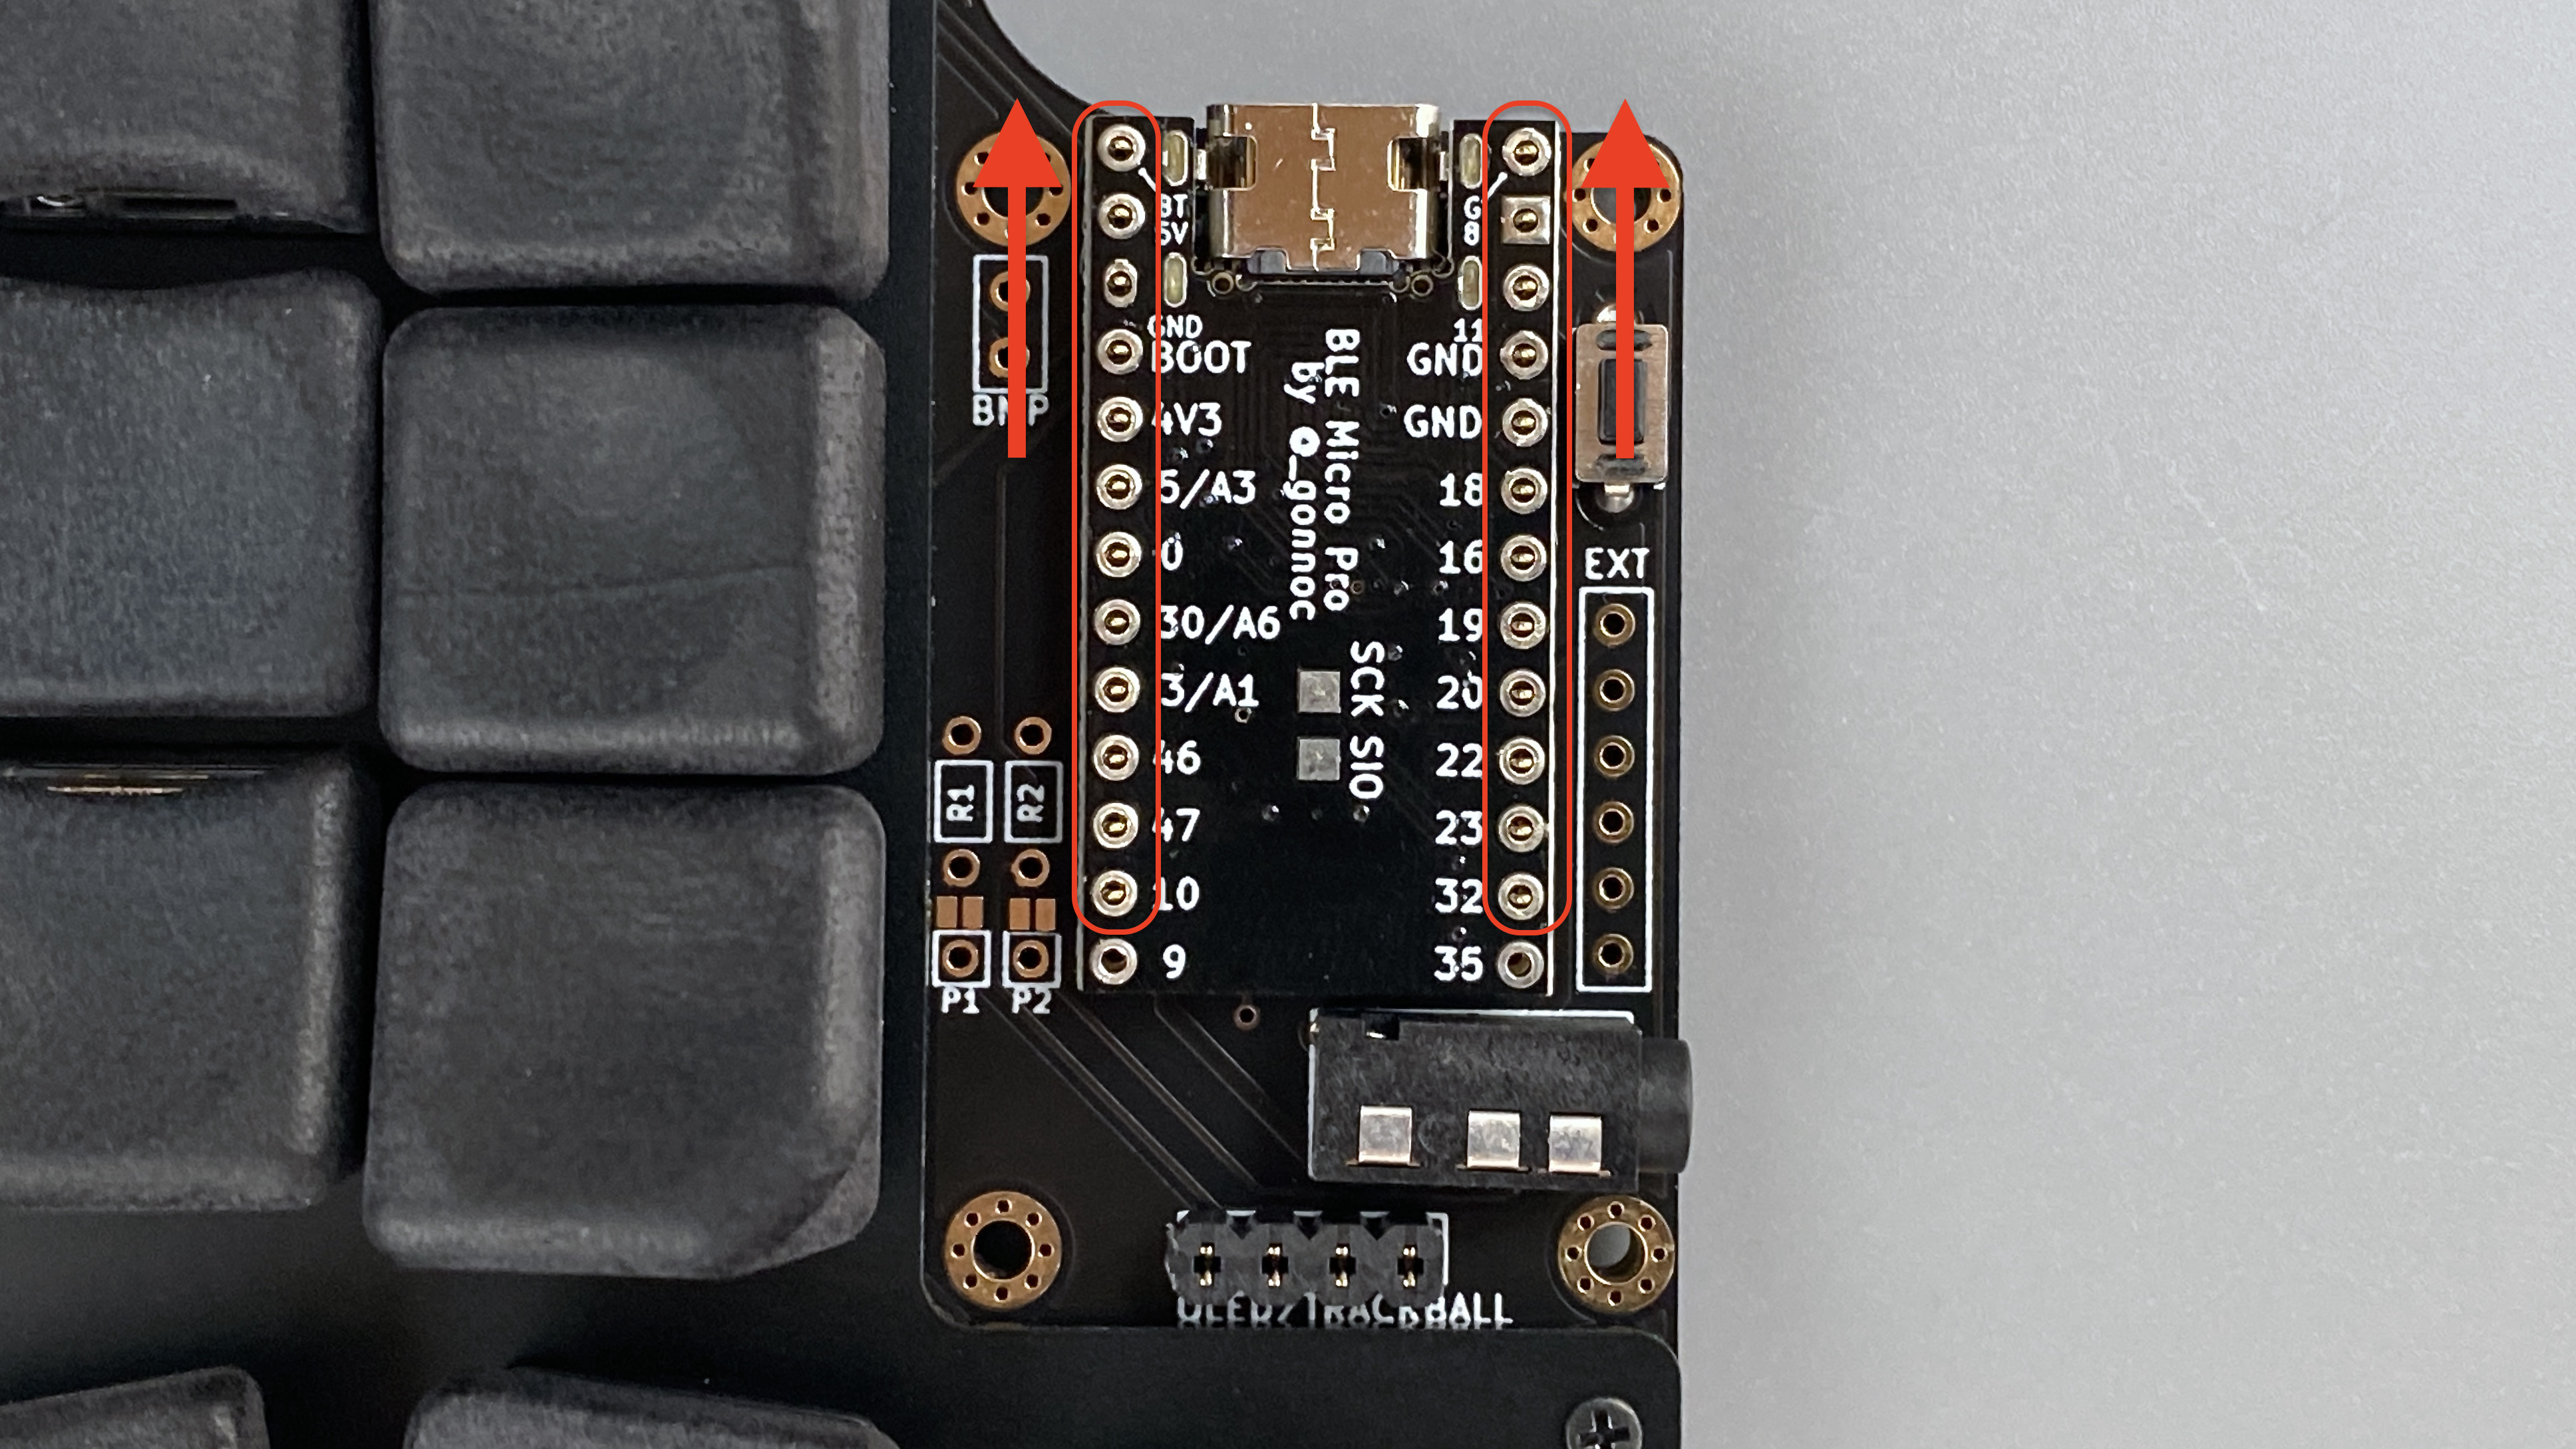 BT
5V
G
8
GND
11
BOOT
GND
BMP
4V3
GND
BLE Micro Pro
by @_gonnoc
5/A3
18
0
16
EXT
30/A6
19
3/A1
SCK
20
46
SIO
22
R1
R2
47
23
10
32
9
35
P1
P2
TRACKBALL